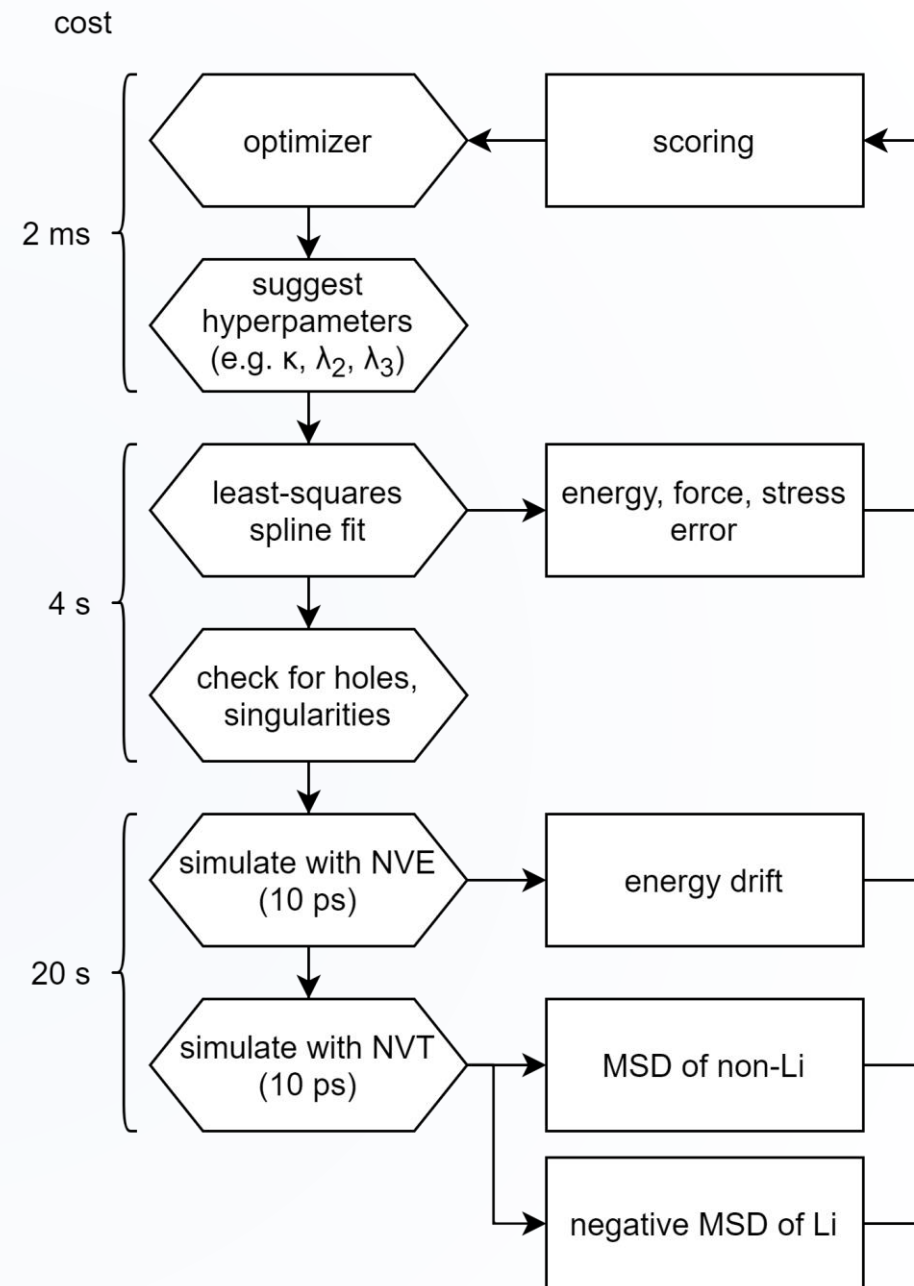 cost
optimizer
scoring
2 ms
suggest
hyperpameters
(e.g. κ, λ₂, λ₃)
least-squares
spline fit
energy, force, stress
error
4 s
check for holes,
singularities
simulate with NVE
(10 ps)
energy drift
20 s
simulate with NVT
(10 ps)
MSD of non-Li
negative MSD of Li